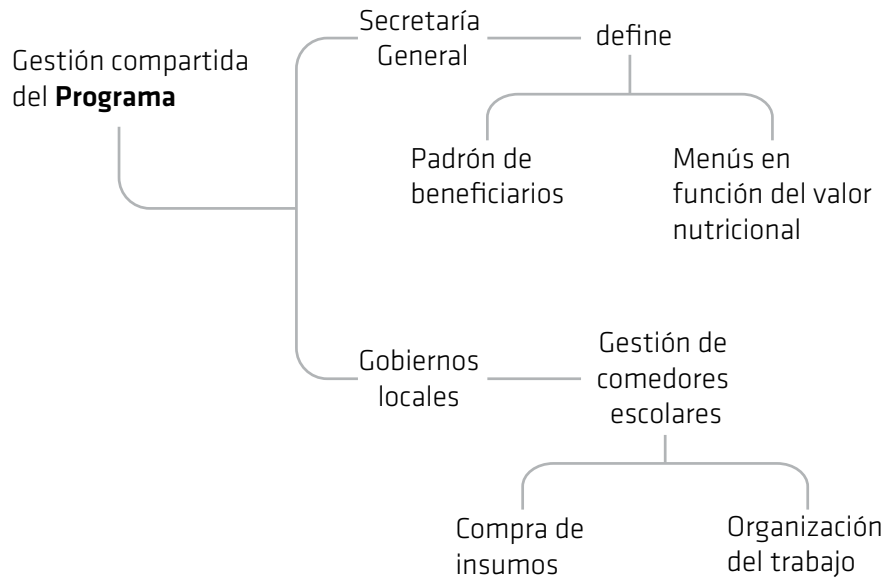 Gestión compartida
del Programa
Secretaría
General
define
Padrón de
beneficiarios
Menús en
función del valor
nutricional
Gobiernos
locales
Gestión de
comedores
escolares
Compra de
insumos
Organización
del trabajo